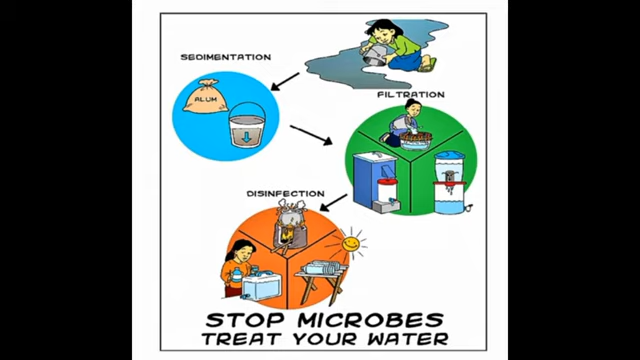 SEDIMENTATION
ALUM
FILTRATION
DISINFECTION
STOP MICROBES
TREAT YOUR WATER